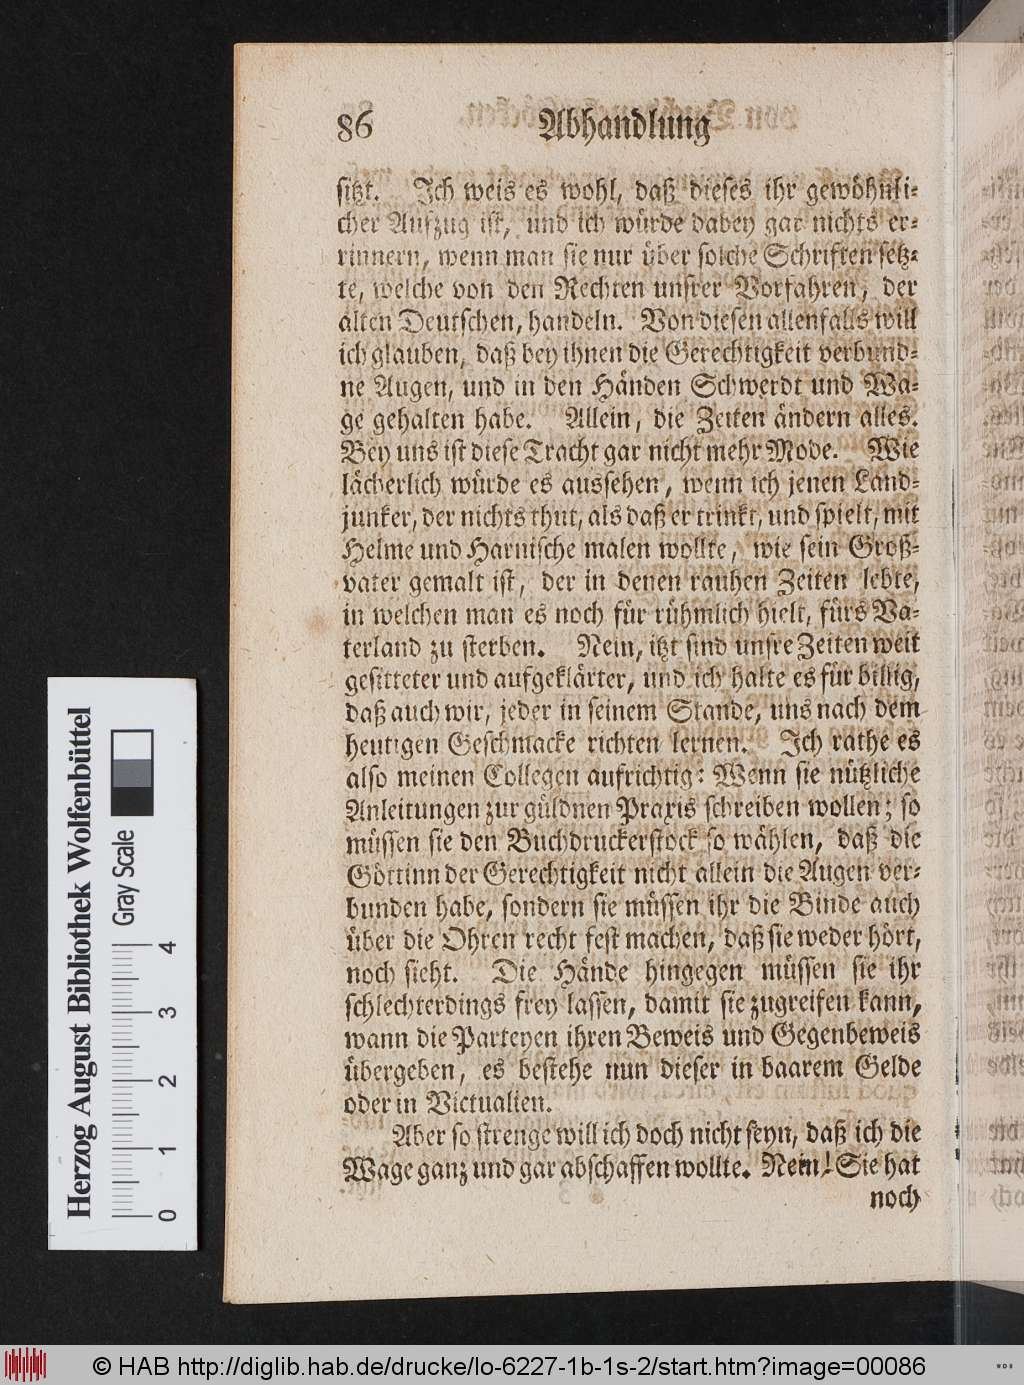 86 Abhandlung
sitzt. Ich weis es wohl, daß dieses ihr gewöhnli-
cher Aufzug ist, und ich würde dabey gar nichts er-
rinnern, wenn man sie nur über solche Schriften setz-
te, welche von den Rechten unsrer Vorfahren, der
alten Deutschen, handeln. Von diesen allenfalls will
ich glauben, daß bey ihnen die Gerechtigkeit verbund-
ne Augen, und in den Händen Schwerdt und Wa-
ge gehalten habe. Allein, die Zeiten ändern alles.
Bey uns ist diese Tracht gar nicht mehr Mode. Wie
lächerlich würde es aussehen, wenn ich jenen Land-
junker, der nichts thut, als daß er trinkt, und spielt, mit
Helme und Harnische malen wollte, wie sein Groß-
vater gemalt ist, der in denen rauhen Zeiten lebte,
in welchen man es noch für rühmlich hielt, fürs Va-
terland zu sterben. Nein, itzt sind unsre Zeiten weit
gesitteter und aufgeklärter, und ich halte es für billig,
daß auch wir, jeder in seinem Stande, uns nach dem
heutigen Geschmacke richten lernen. Ich rathe es
also meinen Collegen aufrichtig: Wenn sie nützliche
Anleitungen zur güldnen Praxis schreiben wollen; so
müssen sie den Buchdruckerstock so wählen, daß die
Göttinn der Gerechtigkeit nicht allein die Augen ver-
bunden habe, sondern sie müssen ihr die Binde auch
über die Ohren recht fest machen, daß sie weder hört,
noch sieht. Die Hände hingegen müssen sie ihr
schlechterdings frey lassen, damit sie zugreifen kann,
wann die Parteyen ihren Beweis und Gegenbeweis
übergeben, es bestehe nun dieser in baarem Gelde
oder in Victualien.
Aber so strenge will ich doch nicht seyn, daß ich die
Wage ganz und gar abschaffen wollte. Nein! Sie hat
noch
Herzog August Bibliothek Wolfenbüttel
Gray Scale
0 1 2 3 4
© HAB http://diglib.hab.de/drucke/lo-6227-1b-1s-2/start.htm?image=00086